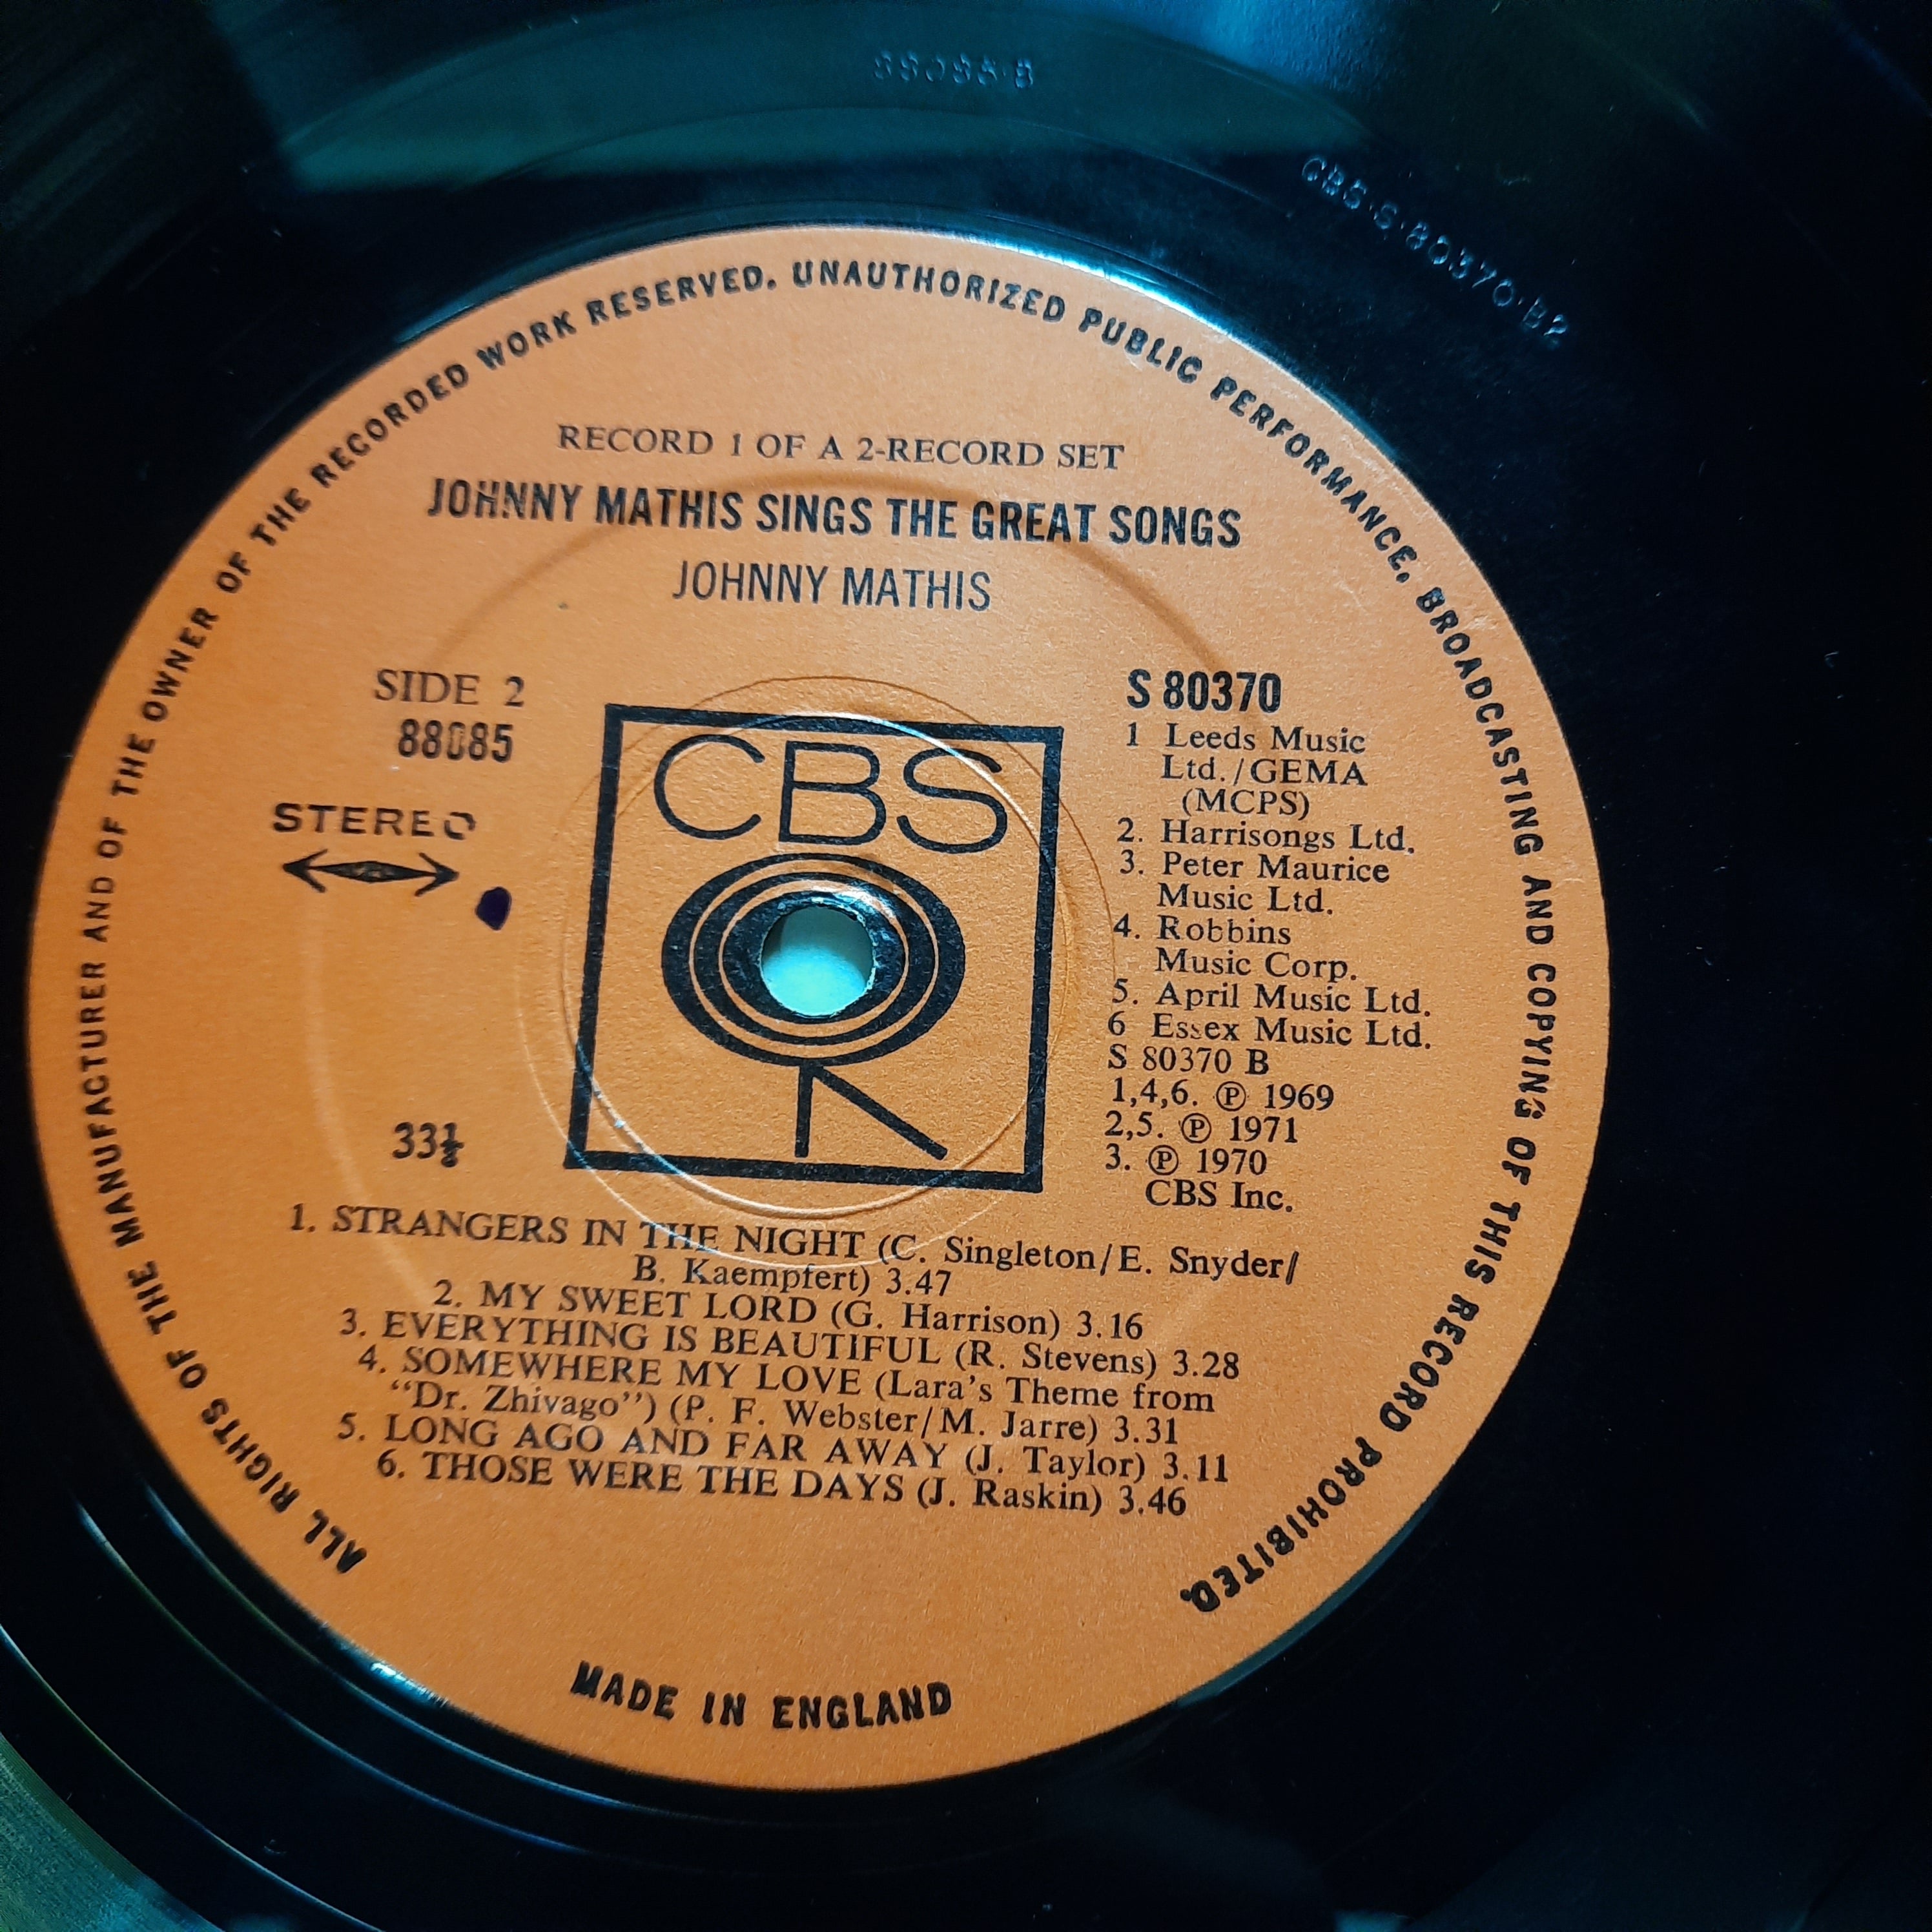 88085·B
CBS·S·80370·B2
ALL RIGHTS OF THE MANUFACTURER AND OF THE OWNER OF THE RECORDED WORK RESERVED. UNAUTHORIZED PUBLIC PERFORMANCE, BROADCASTING AND COPYING OF THIS RECORD PROHIBITED.
RECORD 1 OF A 2-RECORD SET
JOHNNY MATHIS SINGS THE GREAT SONGS
JOHNNY MATHIS
SIDE 2
88085
STEREO
33⅓
CBS
S 80370
1 Leeds Music
Ltd./GEMA
(MCPS)
2. Harrisongs Ltd.
3. Peter Maurice
Music Ltd.
4. Robbins
Music Corp.
5. April Music Ltd.
6 Essex Music Ltd.
S 80370 B
1,4,6. ℗ 1969
2,5. ℗ 1971
3. ℗ 1970
CBS Inc.
1. STRANGERS IN THE NIGHT (C. Singleton/E. Snyder/
B. Kaempfert) 3.47
2. MY SWEET LORD (G. Harrison) 3.16
3. EVERYTHING IS BEAUTIFUL (R. Stevens) 3.28
4. SOMEWHERE MY LOVE (Lara's Theme from
"Dr. Zhivago") (P. F. Webster/M. Jarre) 3.31
5. LONG AGO AND FAR AWAY (J. Taylor) 3.11
6. THOSE WERE THE DAYS (J. Raskin) 3.46
MADE IN ENGLAND